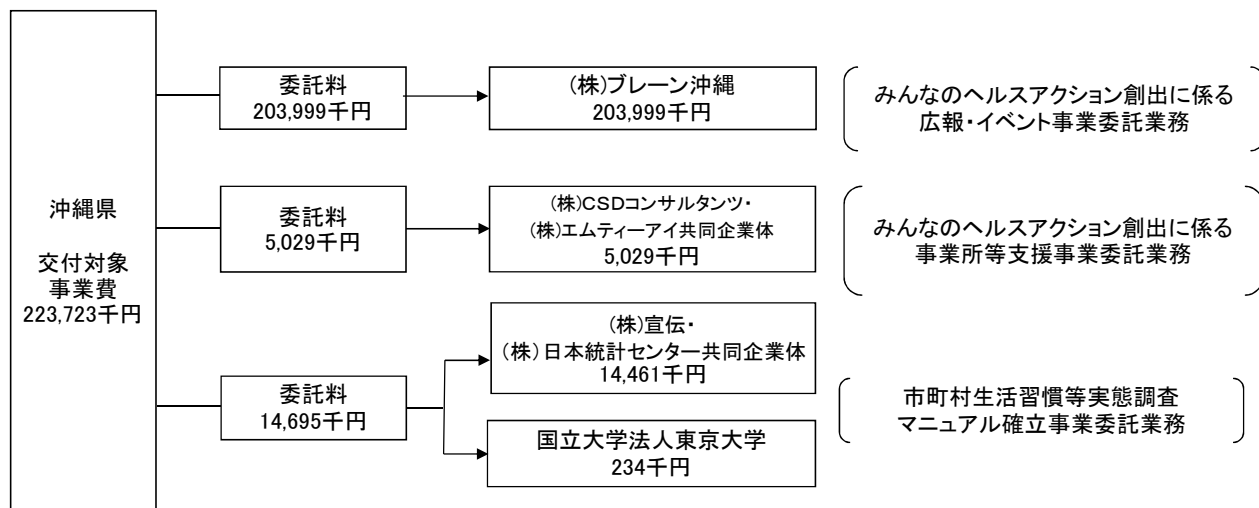 沖縄県
交付対象
事業費
223,723千円
委託料
203,999千円
(株)ブレーン沖縄
203,999千円
みんなのヘルスアクション創出に係る
広報・イベント事業委託業務
委託料
5,029千円
(株)CSDコンサルタンツ・
(株)エムティーアイ共同企業体
5,029千円
みんなのヘルスアクション創出に係る
事業所等支援事業委託業務
委託料
14,695千円
(株)宣伝・
(株)日本統計センター共同企業体
14,461千円
国立大学法人東京大学
234千円
市町村生活習慣等実態調査
マニュアル確立事業委託業務